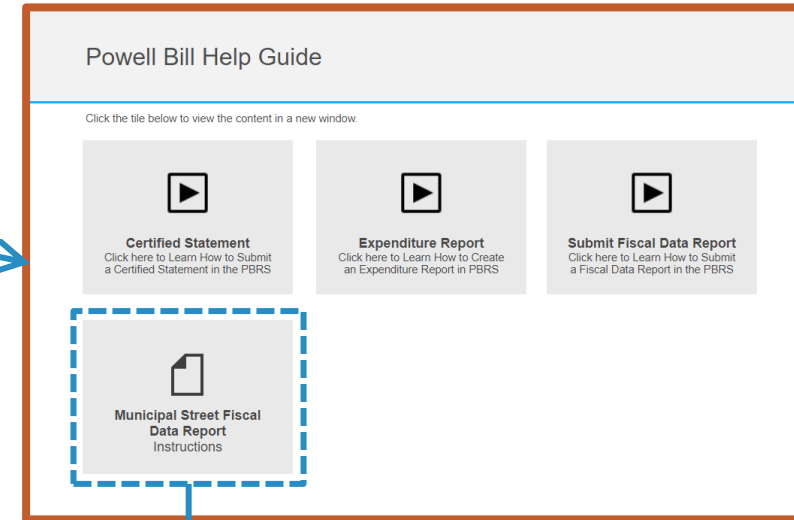 Powell Bill Help Guide
Click the tile below to view the content in a new window.
Certified Statement
Click here to Learn How to Submit
a Certified Statement in the PBRS
Expenditure Report
Click here to Learn How to Create
an Expenditure Report in PBRS
Submit Fiscal Data Report
Click here to Learn How to Submit
a Fiscal Data Report in the PBRS
Municipal Street Fiscal
Data Report
Instructions